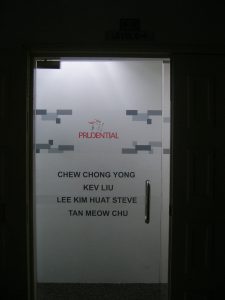 PRUDENTIAL
CHEW CHONG YONG
KEV LIU
LEE KIM HUAT STEVE
TAN MEOW CHU